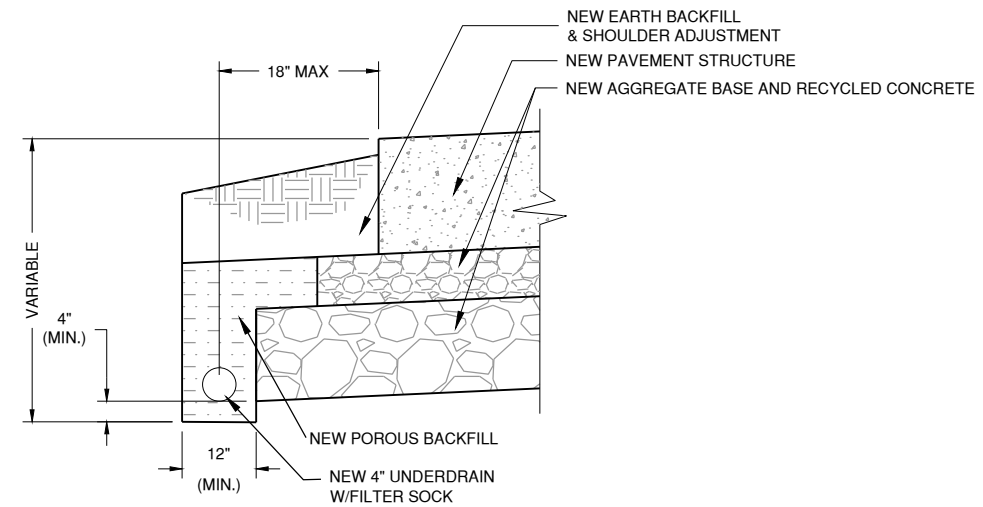 NEW EARTH BACKFILL
& SHOULDER ADJUSTMENT
NEW PAVEMENT STRUCTURE
NEW AGGREGATE BASE AND RECYCLED CONCRETE
18" MAX
VARIABLE
4"
(MIN.)
NEW POROUS BACKFILL
12"
(MIN.)
NEW 4" UNDERDRAIN
W/FILTER SOCK